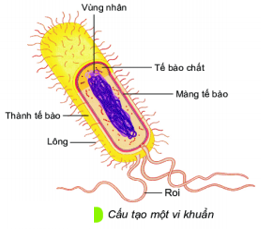 Vùng nhân
Tế bào chất
Màng tế bào
Thành tế bào
Lông
Roi
Cấu tạo một vi khuẩn